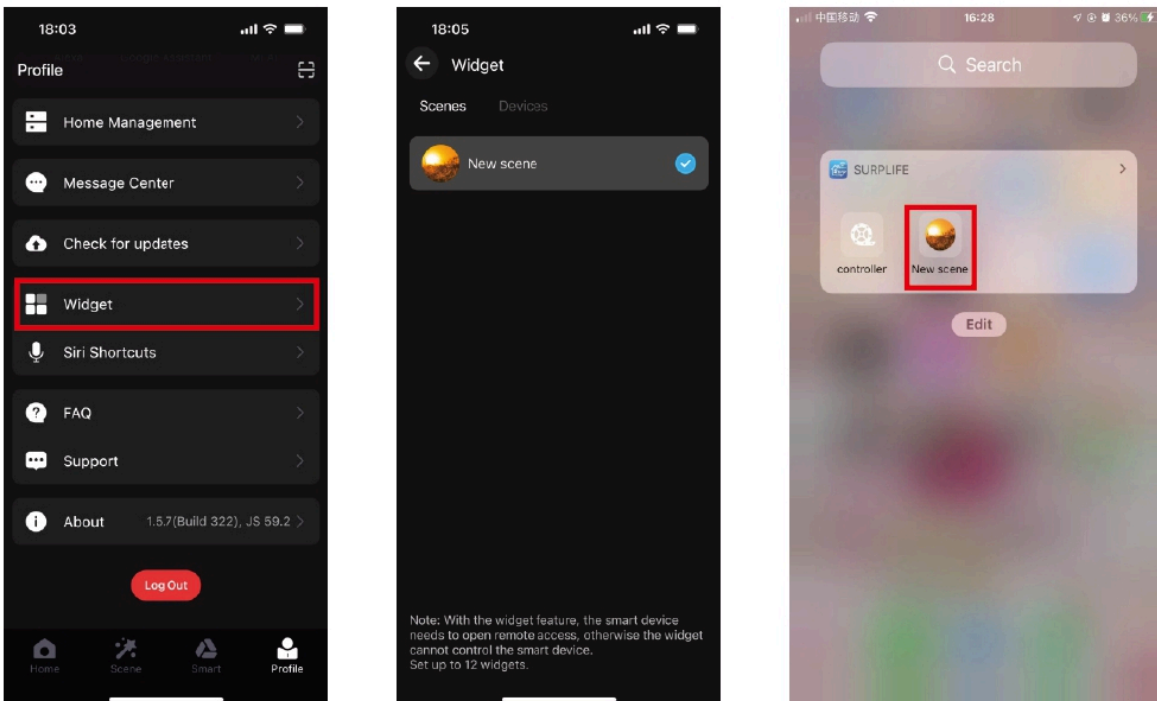 18:03
Profile
Home Management
Message Center
Check for updates
Widget
Siri Shortcuts
FAQ
Support
About 1.5.7(Build 322), JS 59.2
Log Out
Home Scene Smart Profile
18:05
Widget
Scenes Devices
New scene
Note: With the widget feature, the smart device
needs to open remote access, otherwise the widget
cannot control the smart device.
Set up to 12 widgets.
中国移动 16:28 36%
Search
SURPLIFE
controller New scene
Edit